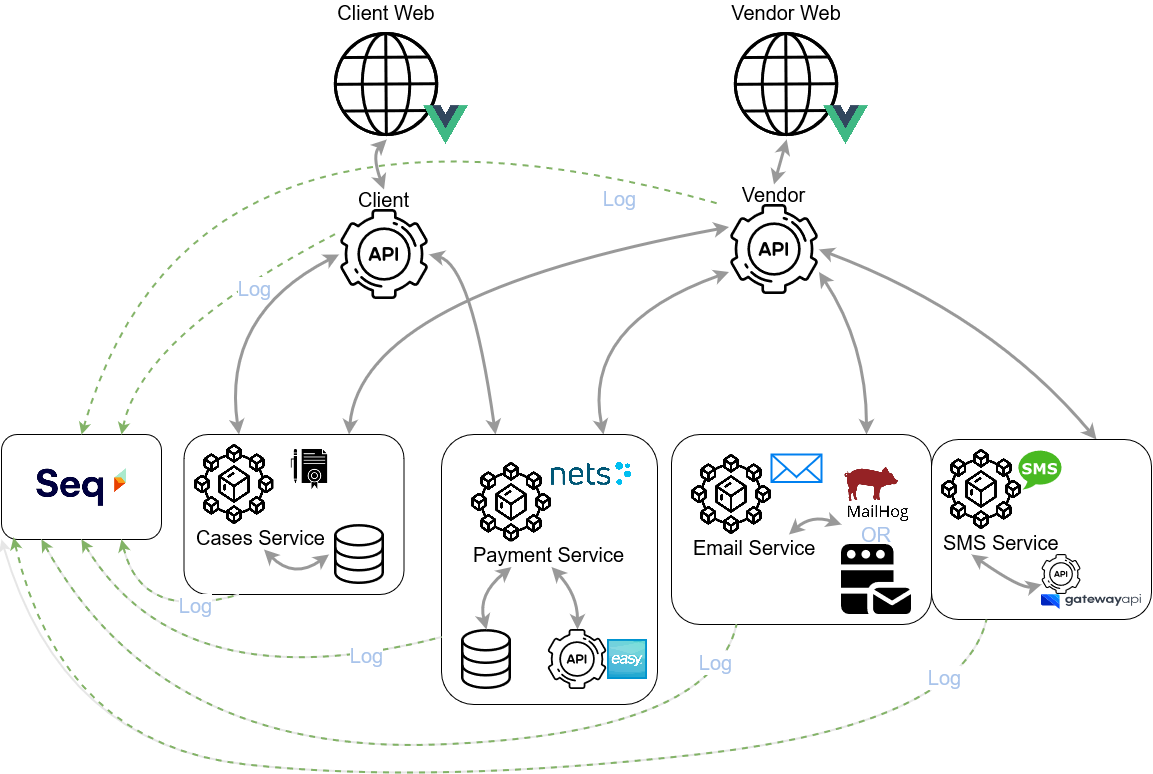 Client Web
Vendor Web
Client
API
Vendor
API
Log
Log
Seq
Cases Service
nets
Payment Service
API
easy
MailHog
OR
Email Service
SMS
SMS Service
API
gatewayapi
Log
Log
Log
Log